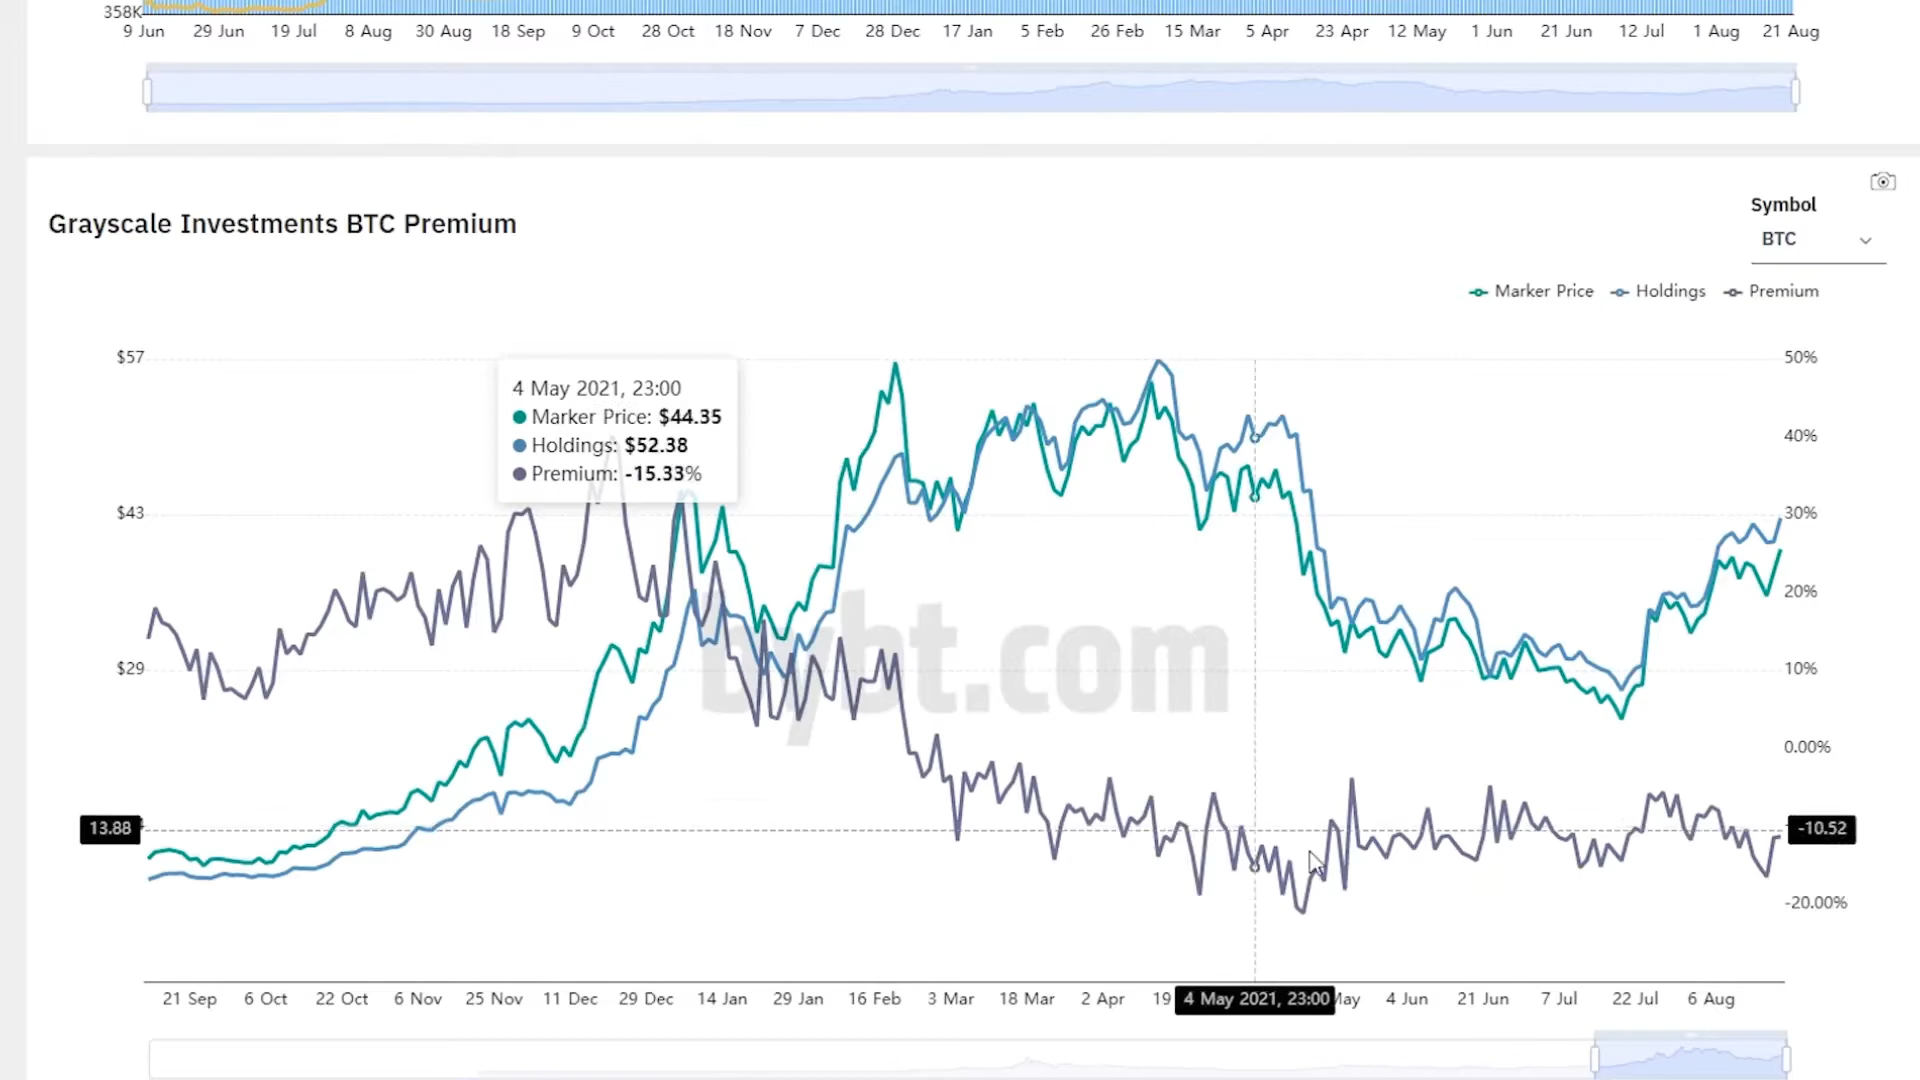 358K
9 Jun 29 Jun 19 Jul 8 Aug 30 Aug 18 Sep 9 Oct 28 Oct 18 Nov 7 Dec 28 Dec 17 Jan 5 Feb 26 Feb 15 Mar 5 Apr 23 Apr 12 May 1 Jun 21 Jun 12 Jul 1 Aug 21 Aug
Grayscale Investments BTC Premium
Symbol
BTC
Marker Price Holdings Premium
$57 50%
4 May 2021, 23:00
Marker Price: $44.35
40%
Holdings: $52.38
Premium: -15.33%
$43 30%
20%
bybt.com
$29 10%
0.00%
13.88 -10.52
-20.00%
21 Sep 6 Oct 22 Oct 6 Nov 25 Nov 11 Dec 29 Dec 14 Jan 29 Jan 16 Feb 3 Mar 18 Mar 2 Apr 19 4 May 2021, 23:00 May 4 Jun 21 Jun 7 Jul 22 Jul 6 Aug